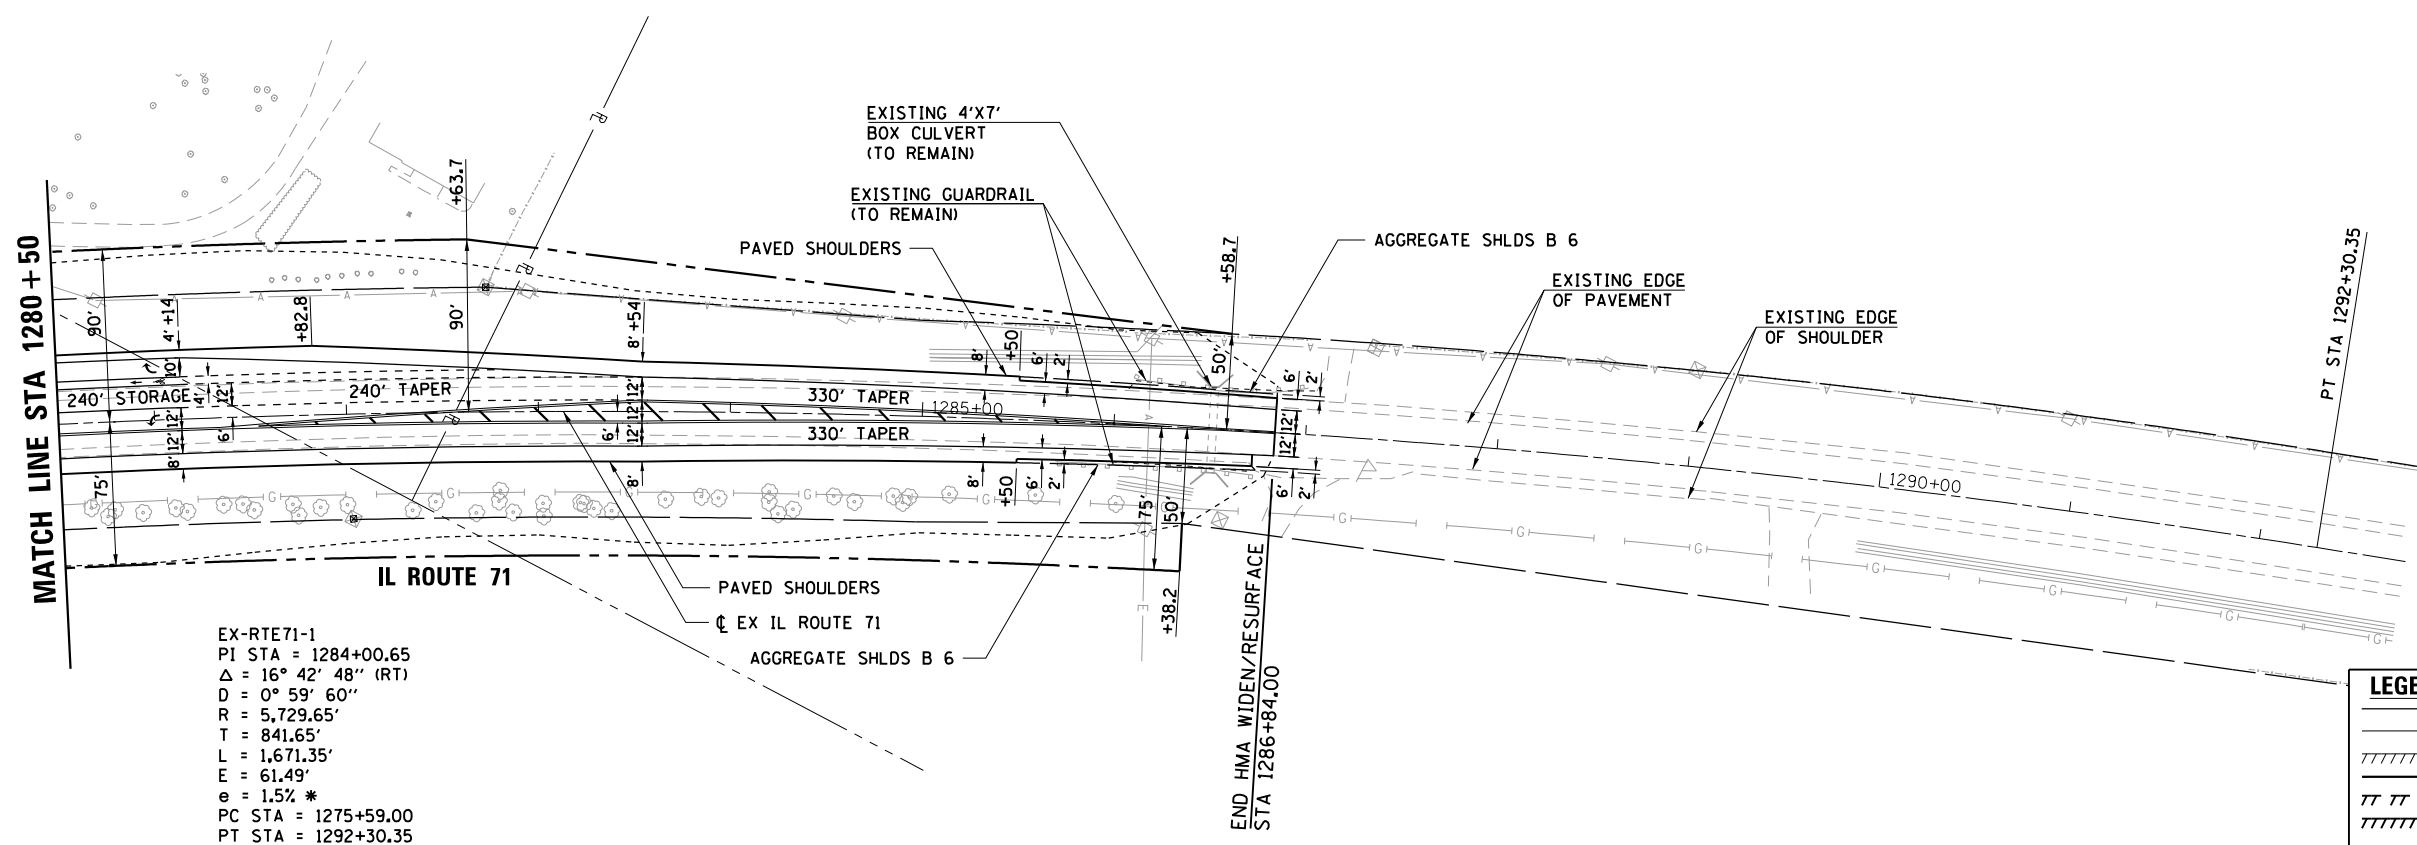 MATCH LINE STA 1280+50
EXISTING 4'X7'
BOX CULVERT
(TO REMAIN)
EXISTING GUARDRAIL
(TO REMAIN)
PAVED SHOULDERS
AGGREGATE SHLDS B 6
EXISTING EDGE
OF PAVEMENT
EXISTING EDGE
OF SHOULDER
PT STA 1292+30.35
+63.7
+58.7
90'
4' +14
+82.8
90'
8' +54
8'
+50
6'
2'
50'
6'
2'
10'
4'
12'
240' STORAGE
240' TAPER
12'
330' TAPER
1285+00
12'
12'
12'
6'
6'
12'
12'
330' TAPER
12'
12'
8'
8'
8'
+50
6'
2'
6'
2'
75'
75'
50'
1290+00
IL ROUTE 71
PAVED SHOULDERS
℄ EX IL ROUTE 71
AGGREGATE SHLDS B 6
+38.2
END HMA WIDEN/RESURFACE
STA 1286+84.00
EX-RTE71-1
PI STA = 1284+00.65
Δ = 16° 42' 48'' (RT)
D = 0° 59' 60''
R = 5,729.65'
T = 841.65'
L = 1,671.35'
E = 61.49'
e = 1.5% *
PC STA = 1275+59.00
PT STA = 1292+30.35
LEGE